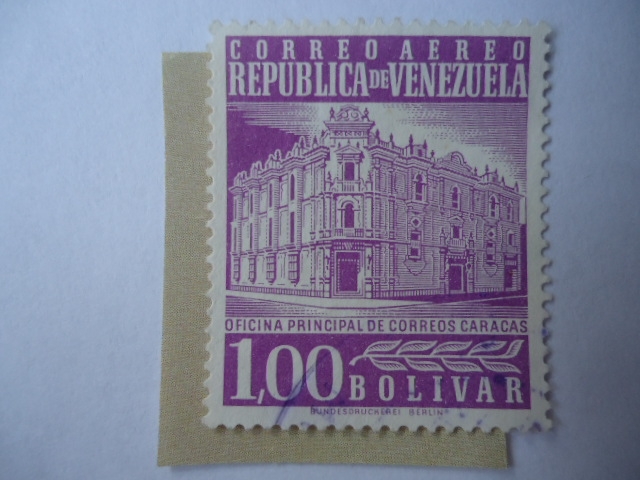 CORREO AEREO
REPUBLICA DE VENEZUELA
OFICINA PRINCIPAL DE CORREOS CARACAS
1,00 BOLIVAR
BUNDESDRUCKEREI BERLIN